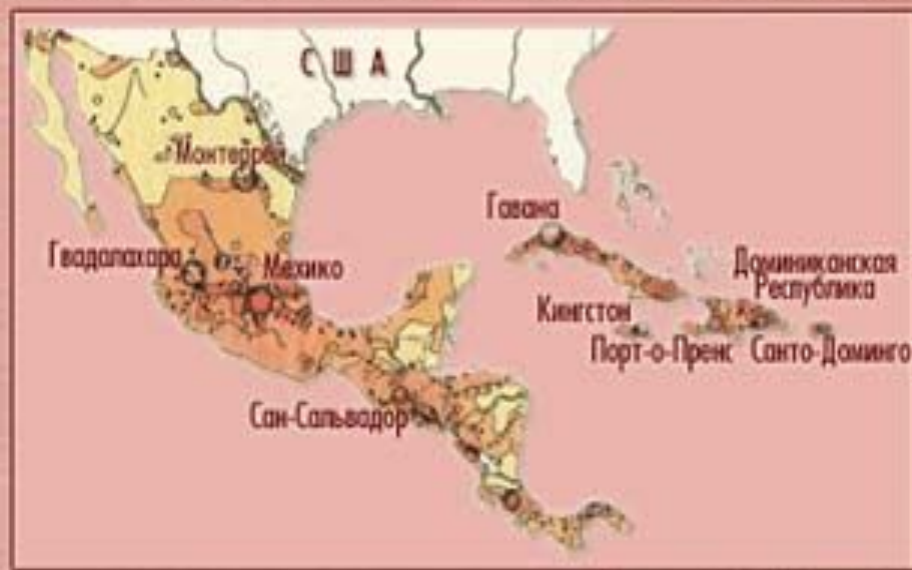 США
Монтеррей
Гавана
Гвадалахара
Мехико
Доминиканская
Республика
Кингстон
Порт-о-Пренс
Санто-Доминго
Сан-Сальвадор